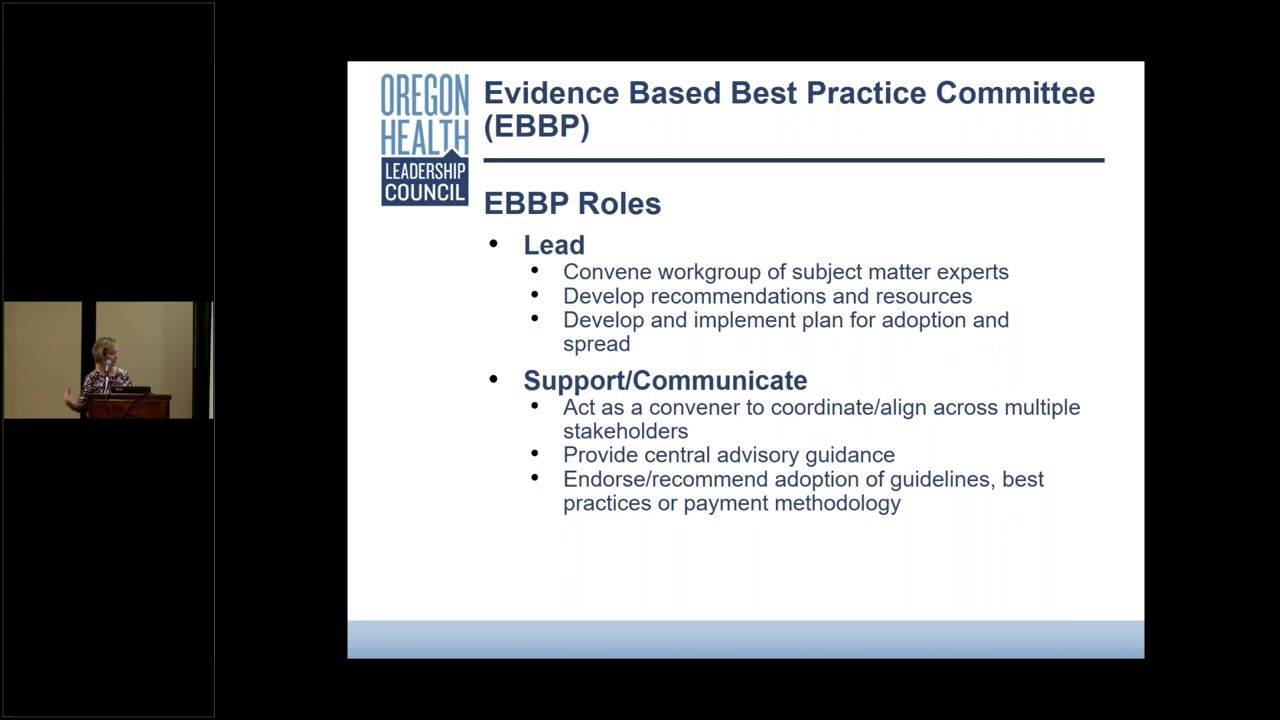 OREGON
HEALTH
LEADERSHIP
COUNCIL
Evidence Based Best Practice Committee
(EBBP)
EBBP Roles
• Lead
• Convene workgroup of subject matter experts
• Develop recommendations and resources
• Develop and implement plan for adoption and
spread
• Support/Communicate
• Act as a convener to coordinate/align across multiple
stakeholders
• Provide central advisory guidance
• Endorse/recommend adoption of guidelines, best
practices or payment methodology